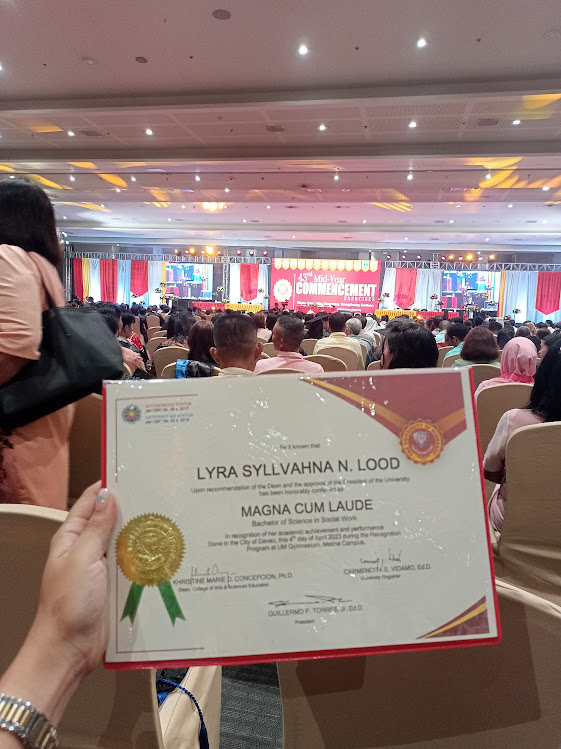 43rd Mid-Year
COMMENCEMENT
EXERCISES
AUTONOMOUS STATUS
Be it known that
LYRA SYLLVAHNA N. LOOD
Upon recommendation of the Dean and the approval of the President of the University
has been honorably conferred as
MAGNA CUM LAUDE
Bachelor of Science in Social Work
In recognition of her academic achievement and performance
Done in the City of Davao, this 4th day of April 2023 during the Recognition
Program at UM Gymnasium, Matina Campus.
KHRISTINE MARIE D. CONCEPCION, Ph.D.
Dean, College of Arts & Sciences Education
CARMENCITA E. VIDAMO, Ed.D.
University Registrar
GUILLERMO P. TORRES, Jr. Ed.D.
President